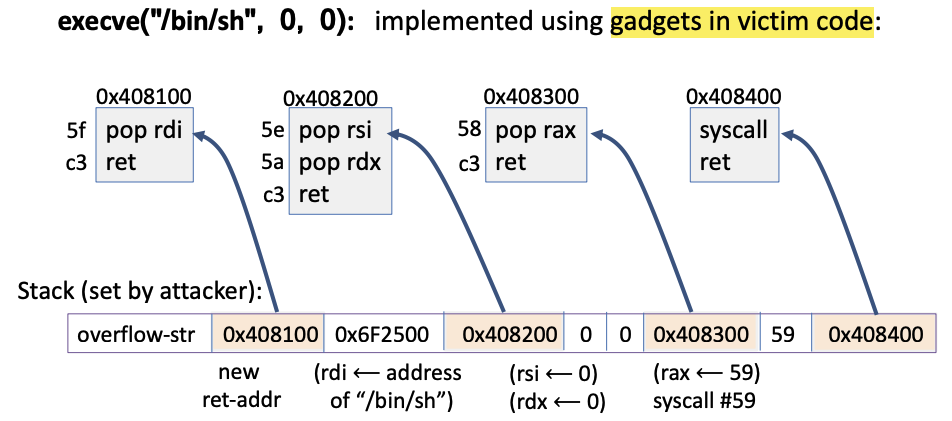 execve("/bin/sh", 0, 0): implemented using gadgets in victim code:
0x408100 0x408200 0x408300 0x408400
5f pop rdi 5e pop rsi 58 pop rax syscall
c3 ret 5a pop rdx c3 ret ret
c3 ret
Stack (set by attacker):
overflow-str 0x408100 0x6F2500 0x408200 0 0 0x408300 59 0x408400
new (rdi ⟵ address (rsi ⟵ 0) (rax ⟵ 59)
ret-addr of “/bin/sh”) (rdx ⟵ 0) syscall #59